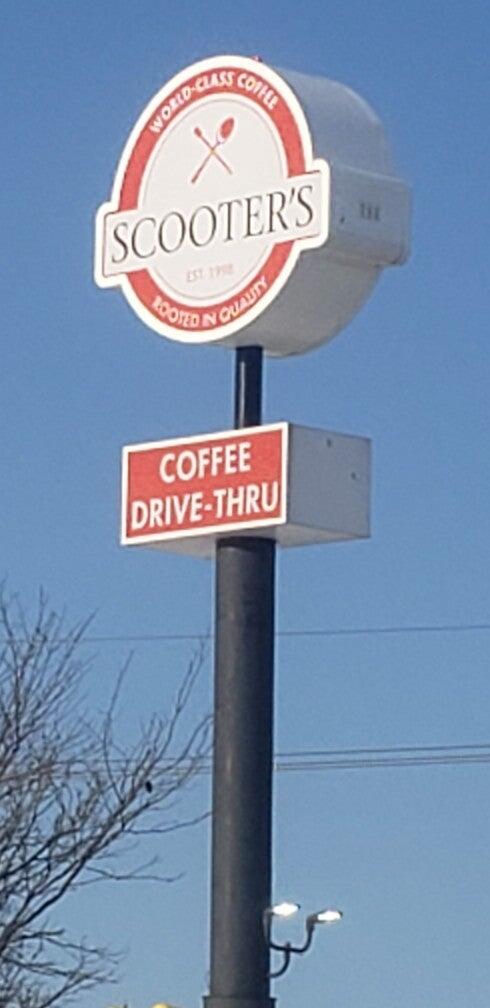 WORLD-CLASS COFFEE
SCOOTER'S
EST. 1998
ROOTED IN QUALITY
COFFEE
DRIVE-THRU